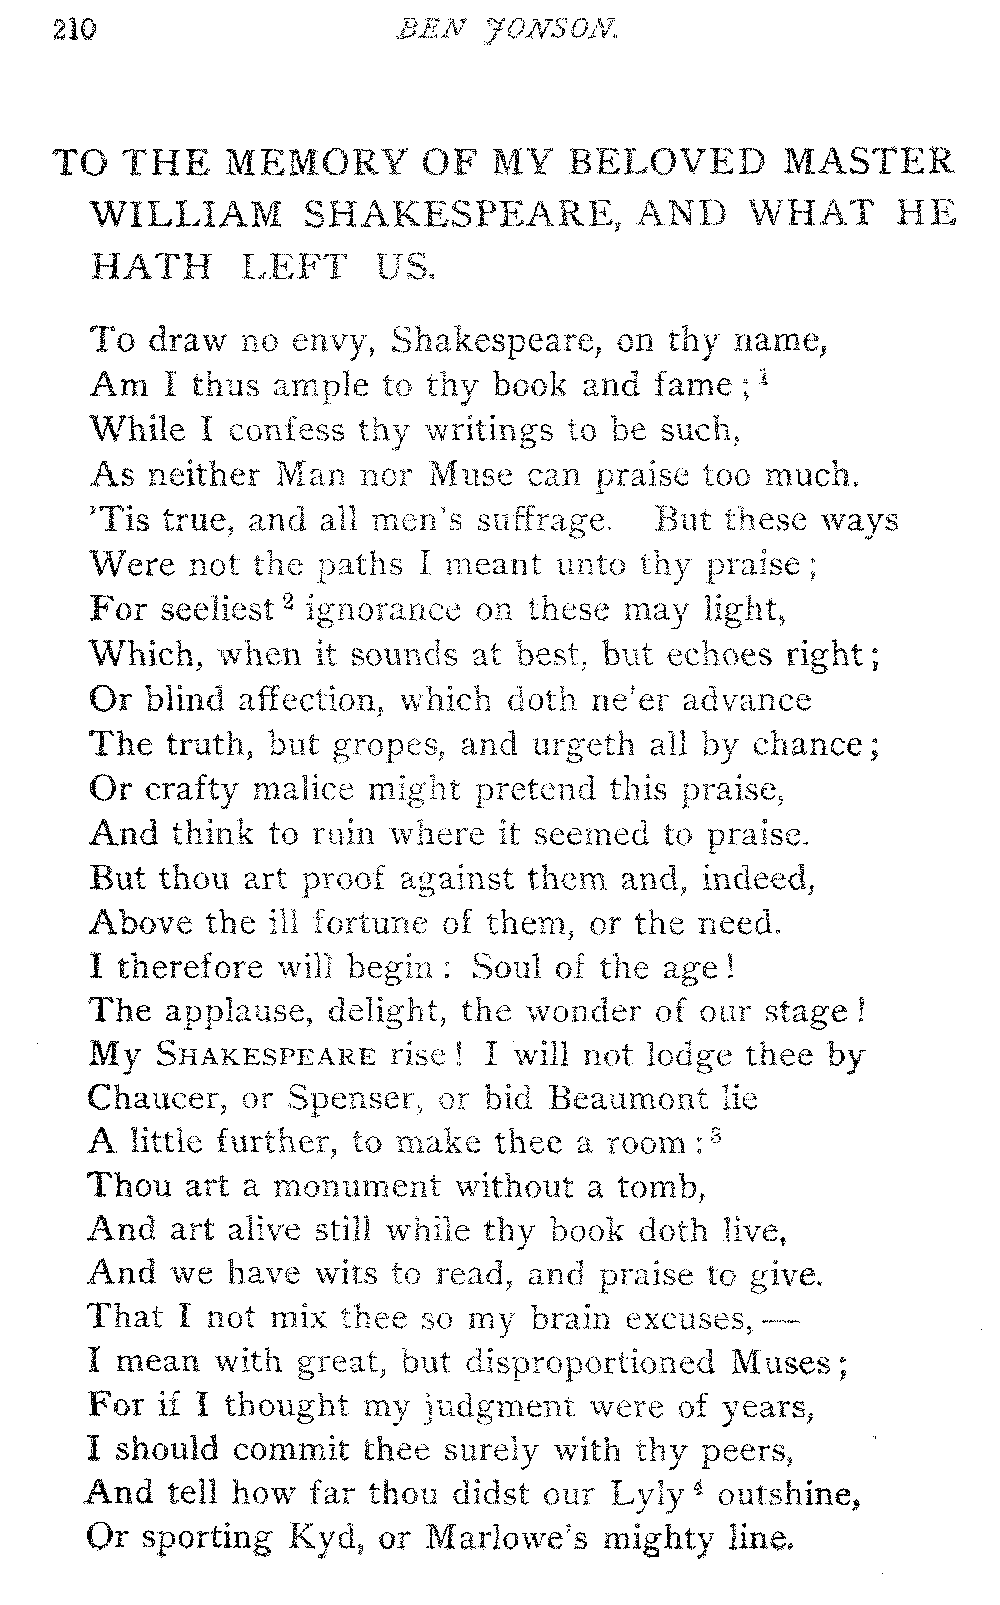 210 BEN JONSON.
TO THE MEMORY OF MY BELOVED MASTER
WILLIAM SHAKESPEARE, AND WHAT HE
HATH LEFT US.
To draw no envy, Shakespeare, on thy name,
Am I thus ample to thy book and fame;¹
While I confess thy writings to be such,
As neither Man nor Muse can praise too much.
'Tis true, and all men's suffrage. But these ways
Were not the paths I meant unto thy praise;
For seeliest² ignorance on these may light,
Which, when it sounds at best, but echoes right;
Or blind affection, which doth ne'er advance
The truth, but gropes, and urgeth all by chance;
Or crafty malice might pretend this praise,
And think to ruin where it seemed to praise.
But thou art proof against them and, indeed,
Above the ill fortune of them, or the need.
I therefore will begin: Soul of the age!
The applause, delight, the wonder of our stage!
My SHAKESPEARE rise! I will not lodge thee by
Chaucer, or Spenser, or bid Beaumont lie
A little further, to make thee a room:³
Thou art a monument without a tomb,
And art alive still while thy book doth live,
And we have wits to read, and praise to give.
That I not mix thee so my brain excuses,—
I mean with great, but disproportioned Muses;
For if I thought my judgment were of years,
I should commit thee surely with thy peers,
And tell how far thou didst our Lyly⁴ outshine,
Or sporting Kyd, or Marlowe's mighty line.